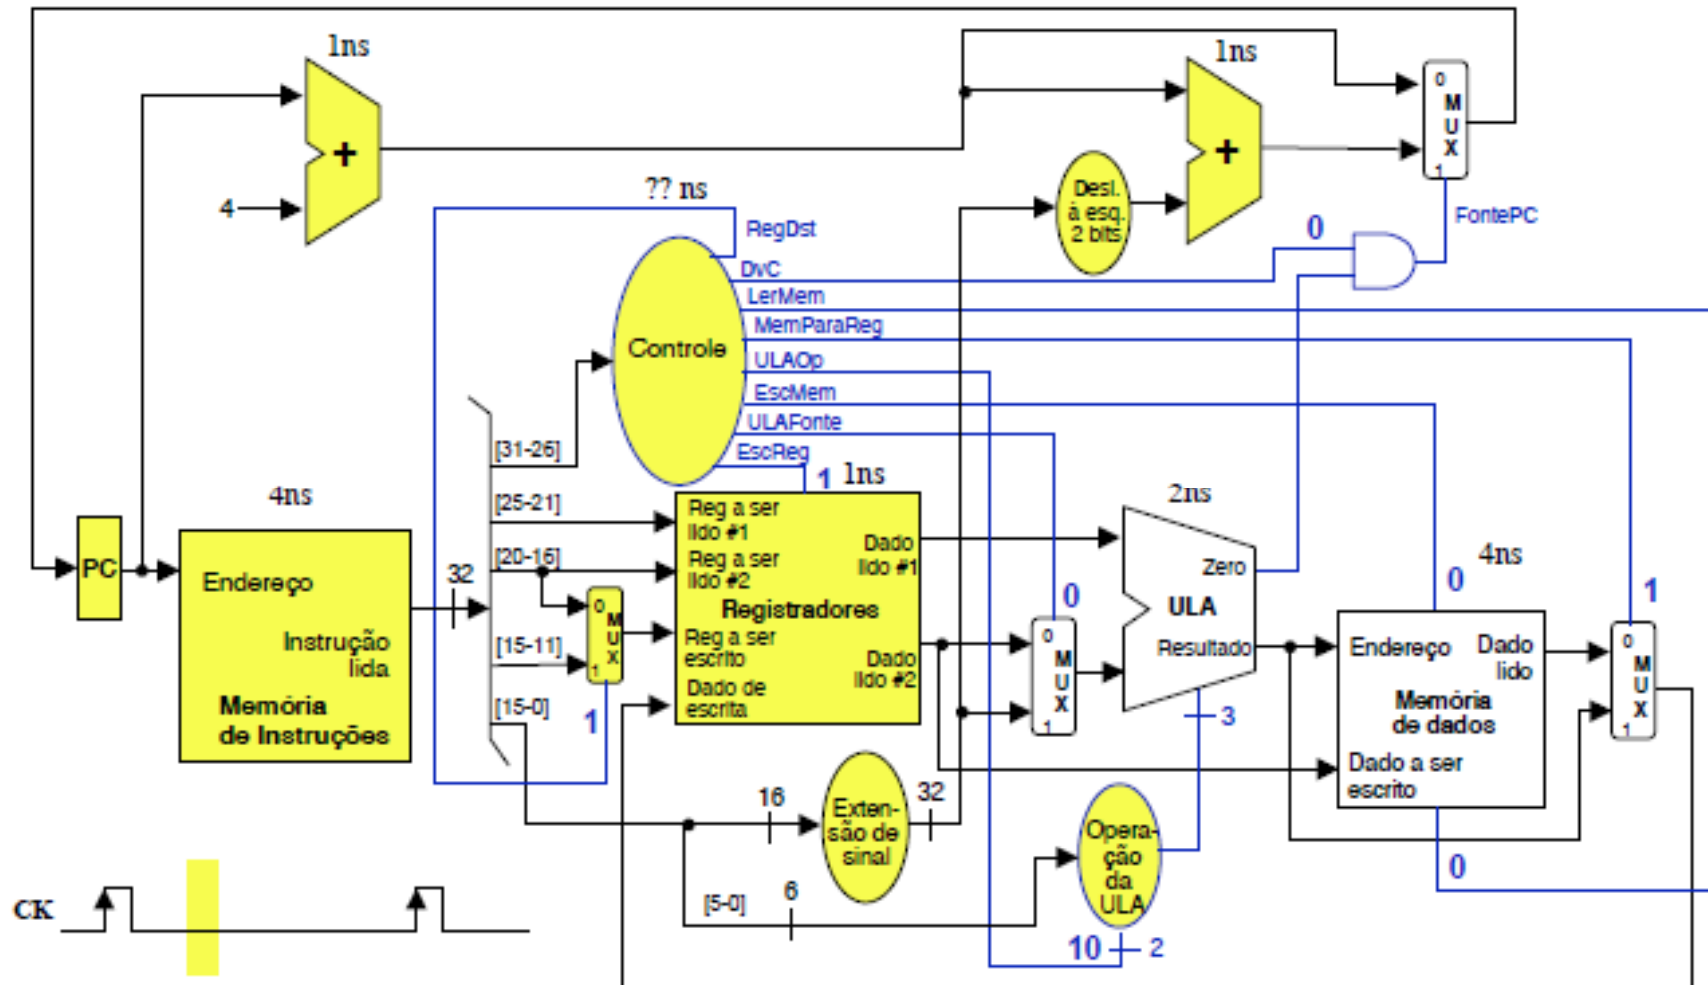 1ns
1ns
0
M
U
X
1
+
+
4
?? ns
Desl.
à esq.
2 bits
RegDst
0
FontePC
DvC
LerMem
MemParaReg
Controle
ULAOp
EscMem
ULAFonte
EscReg
[31-26]
1
1ns
4ns
[25-21]
2ns
Reg a ser
lido #1
Dado
lido #1
[20-16]
Reg a ser
lido #2
PC
Endereço
32
Zero
0
4ns
0
1
0
M
U
X
1
Registradores
ULA
Reg a ser
escrito
Instrução
lida
[15-11]
Dado
lido #2
0
M
U
X
1
Resultado
Endereço
Dado
lido
0
M
U
X
1
Dado de
escrita
[15-0]
Memória
de Instruções
1
3
Memória
de dados
Dado a ser
escrito
16
32
Exten-
são de
sinal
Opera-
ção
da
ULA
0
6
[5-0]
CK
10
2